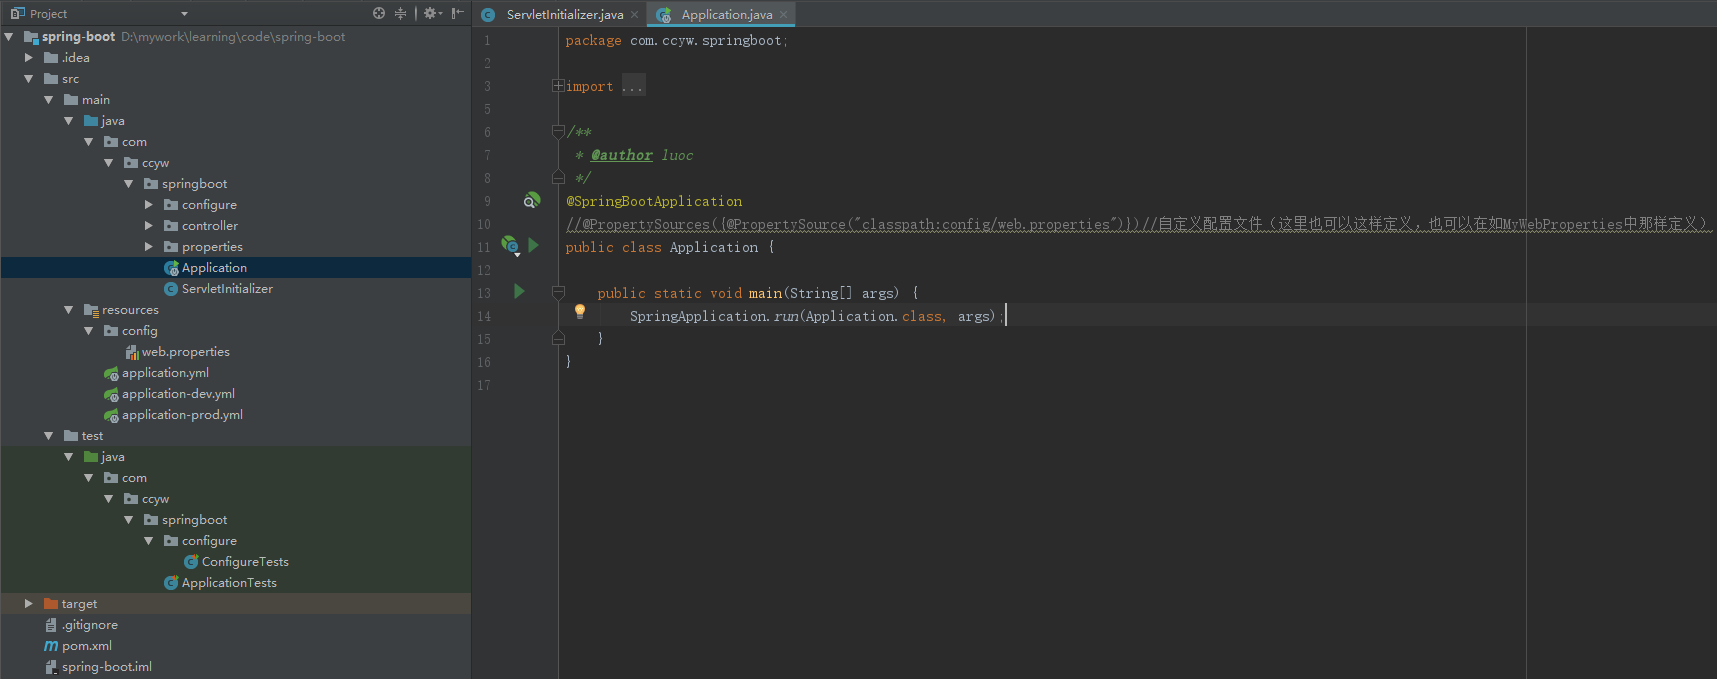 Project
spring-boot D:\mywork\learning\code\spring-boot
.idea
src
main
java
com
ccyw
springboot
configure
controller
properties
Application
ServletInitializer
resources
config
web.properties
application.yml
application-dev.yml
application-prod.yml
test
java
com
ccyw
springboot
configure
ConfigureTests
ApplicationTests
target
.gitignore
pom.xml
spring-boot.iml
ServletInitializer.java Application.java
1 package com.ccyw.springboot;
2
3 import ...
5
6 /**
7 * @author luoc
8 */
9 @SpringBootApplication
10 //@PropertySources({@PropertySource("classpath:config/web.properties")})//自定义配置文件（这里也可以这样定义，也可以在如MyWebProperties中那样定义）
11 public class Application {
12
13 public static void main(String[] args) {
14 SpringApplication.run(Application.class, args);
15 }
16 }
17